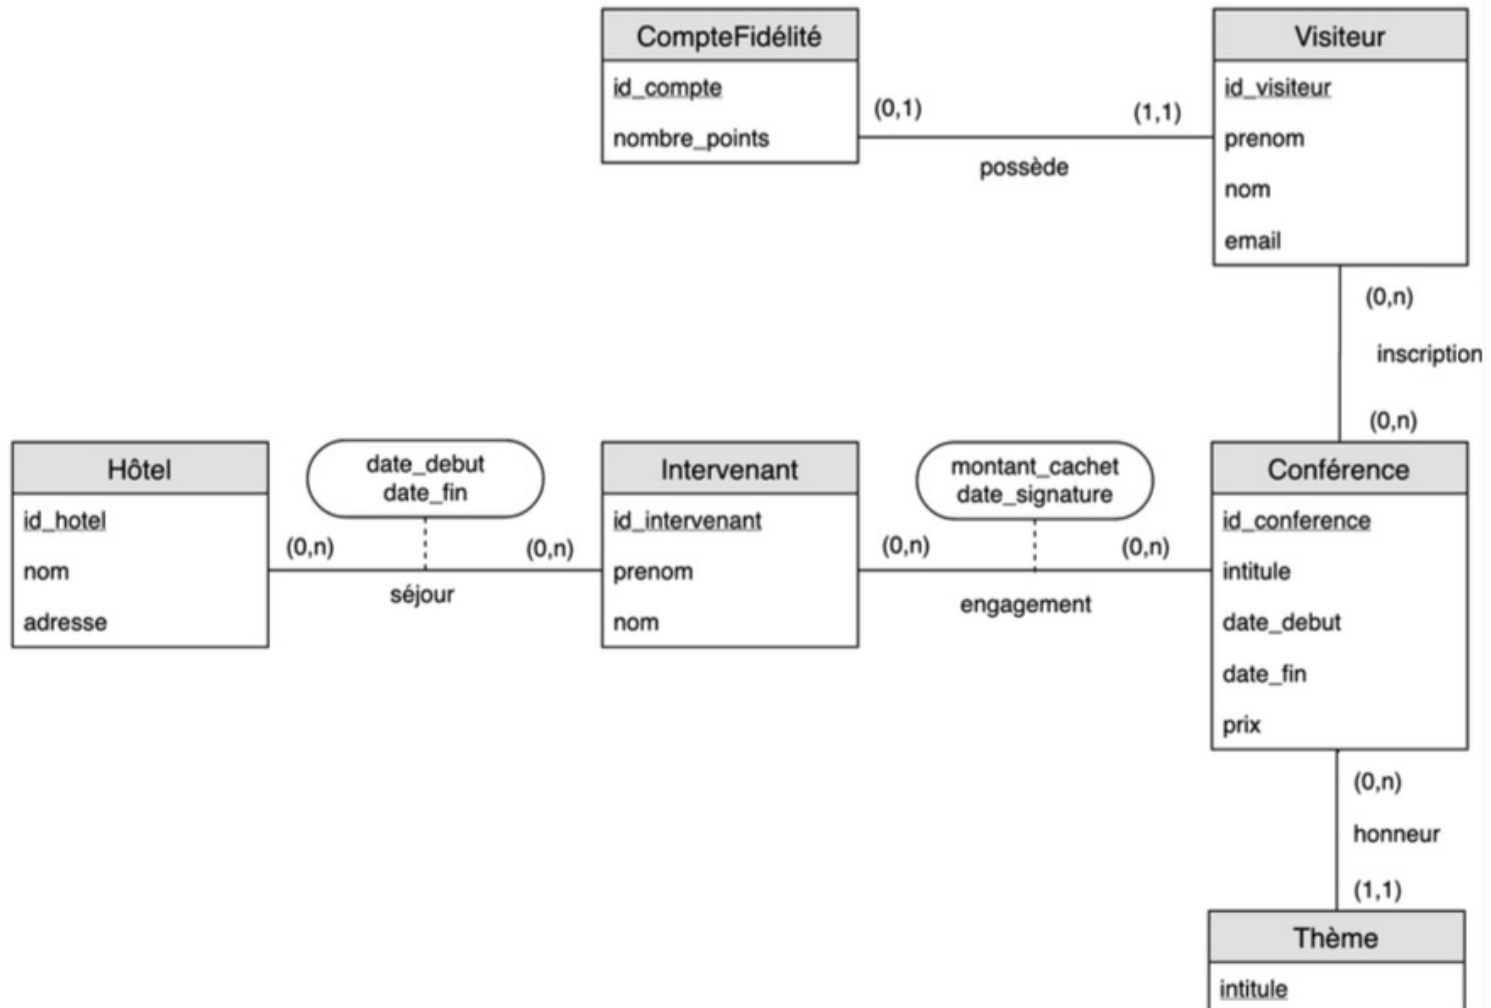 CompteFidélité
id_compte
nombre_points
(0,1)
(1,1)
possède
Visiteur
id_visiteur
prenom
nom
email
(0,n)
inscription
(0,n)
Hôtel
id_hotel
nom
adresse
date_debut
date_fin
(0,n)
(0,n)
séjour
Intervenant
id_intervenant
prenom
nom
montant_cachet
date_signature
(0,n)
(0,n)
engagement
Conférence
id_conference
intitule
date_debut
date_fin
prix
(0,n)
honneur
(1,1)
Thème
intitule